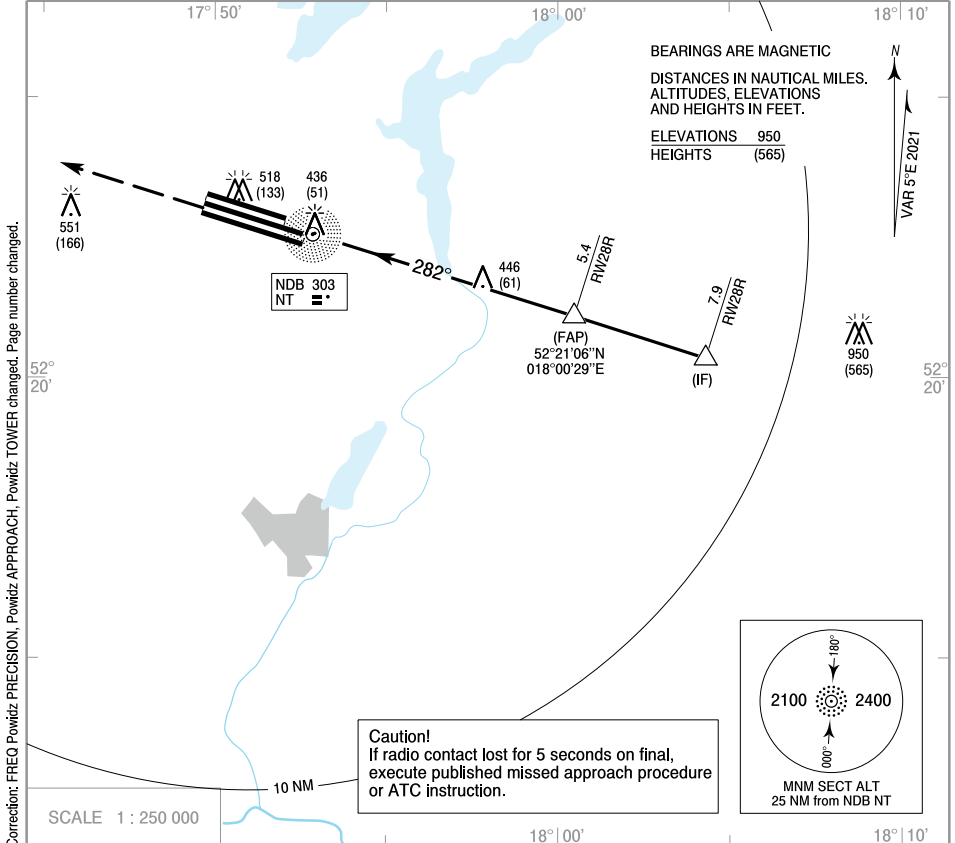 17° 50'
18° 00'
18° 10'
BEARINGS ARE MAGNETIC
DISTANCES IN NAUTICAL MILES.
ALTITUDES, ELEVATIONS
AND HEIGHTS IN FEET.
ELEVATIONS 950
HEIGHTS (565)
N
VAR 5°E 2021
518
(133)
436
(51)
551
(166)
NDB 303
NT
282°
446
(61)
5.4
RW28R
7.9
RW28R
(FAP)
52°21'06"N
018°00'29"E
(IF)
950
(565)
52°
20'
52°
20'
Correction: FREQ Powidz PRECISION, Powidz APPROACH, Powidz TOWER changed. Page number changed.
180°
2100
2400
000°
MNM SECT ALT
25 NM from NDB NT
Caution!
If radio contact lost for 5 seconds on final,
execute published missed approach procedure
or ATC instruction.
10 NM
SCALE 1 : 250 000
18° 00'
18° 10'